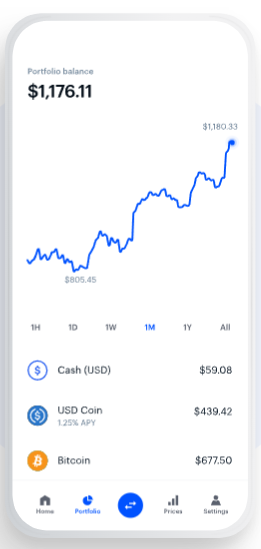 Portfolio balance
$1,176.11
$1,180.33
$805.45
1H 1D 1W 1M 1Y All
Cash (USD) $59.08
USD Coin $439.42
1.25% APY
Bitcoin $677.50
Home Portfolio Prices Settings